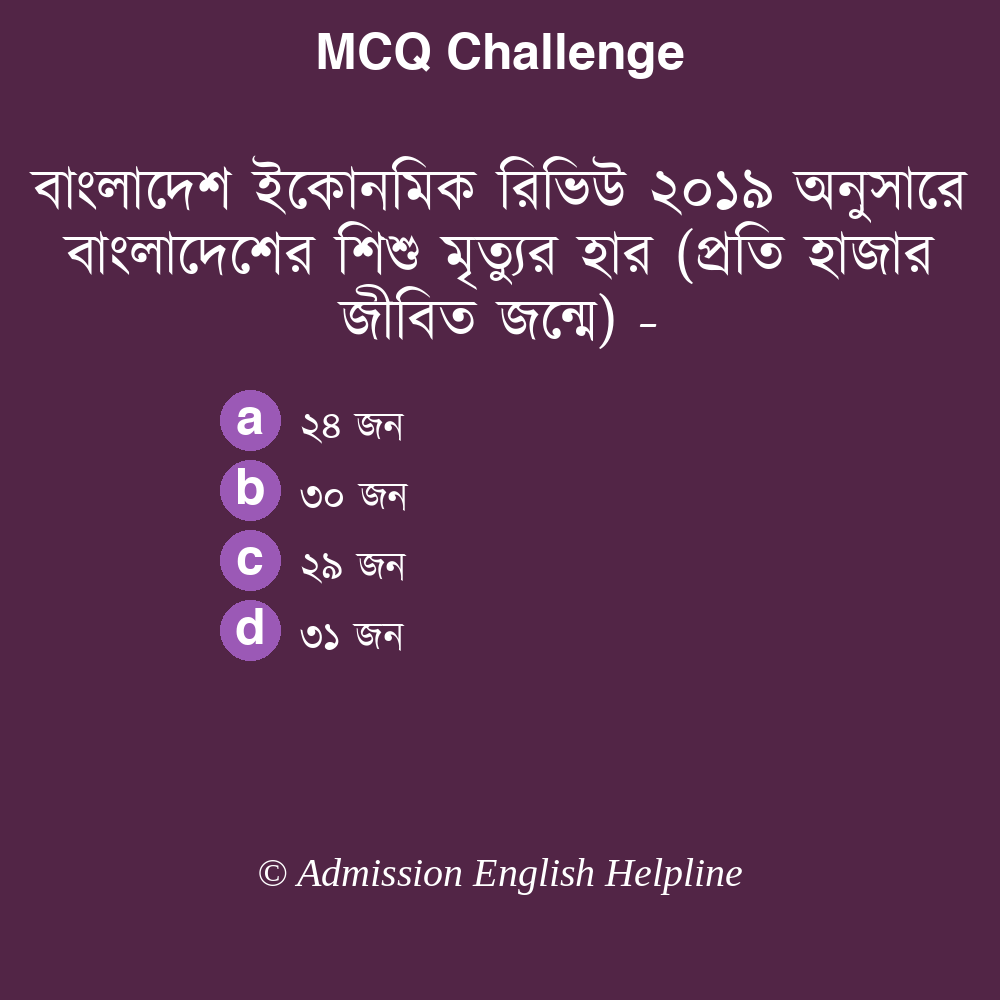 MCQ Challenge
বাংলাদেশ ইকোনমিক রিভিউ ২০১৯ অনুসারে
বাংলাদেশের শিশু মৃত্যুর হার (প্রতি হাজার
জীবিত জন্মে) -
a ২৪ জন
b ৩০ জন
c ২৯ জন
d ৩১ জন
© Admission English Helpline